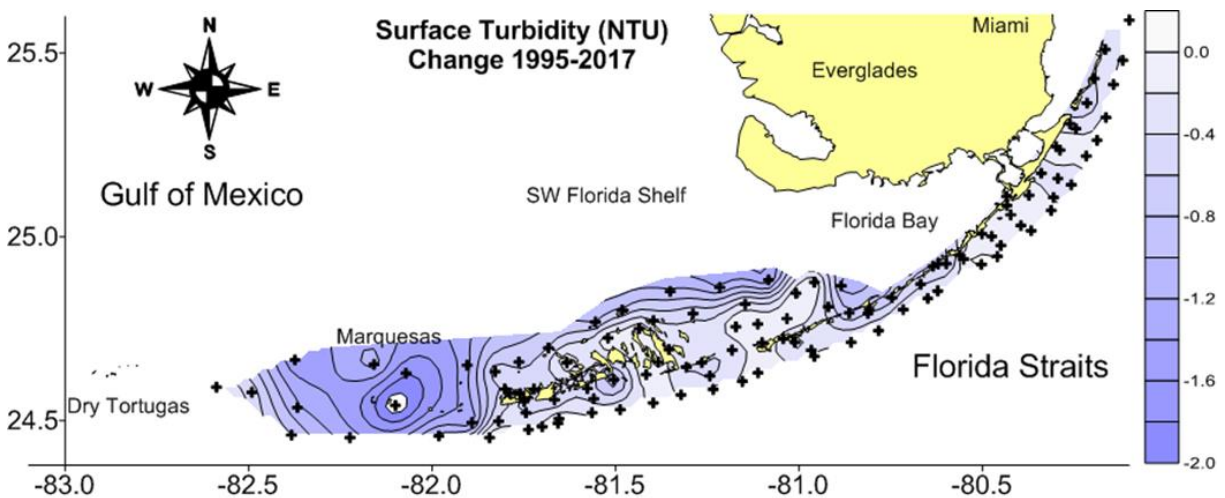 Surface Turbidity (NTU)
Change 1995-2017
N
W
E
S
Miami
Everglades
Gulf of Mexico
SW Florida Shelf
Florida Bay
Marquesas
Dry Tortugas
Florida Straits
25.5
25.0
24.5
-83.0
-82.5
-82.0
-81.5
-81.0
-80.5
0.0
-0.4
-0.8
-1.2
-1.6
-2.0